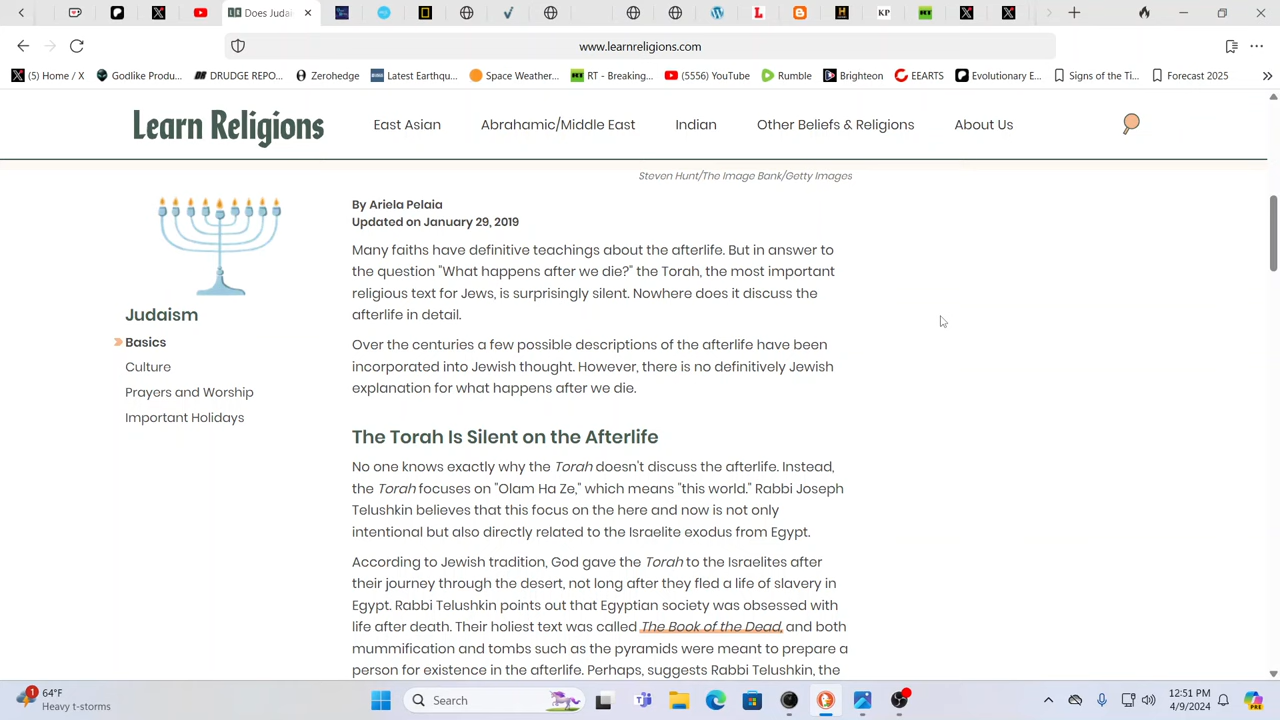 Does Judai
www.learnreligions.com
(5) Home / X
Godlike Produ...
DRUDGE REPO...
Zerohedge
Latest Earthqu...
Space Weather...
RT - Breaking...
(5556) YouTube
Rumble
Brighteon
EEARTS
Evolutionary E...
Signs of the Ti...
Forecast 2025
Learn Religions
East Asian
Abrahamic/Middle East
Indian
Other Beliefs & Religions
About Us
Steven Hunt/The Image Bank/Getty Images
Judaism
Basics
Culture
Prayers and Worship
Important Holidays
By Ariela Pelaia
Updated on January 29, 2019
Many faiths have definitive teachings about the afterlife. But in answer to
the question "What happens after we die?" the Torah, the most important
religious text for Jews, is surprisingly silent. Nowhere does it discuss the
afterlife in detail.
Over the centuries a few possible descriptions of the afterlife have been
incorporated into Jewish thought. However, there is no definitively Jewish
explanation for what happens after we die.
The Torah Is Silent on the Afterlife
No one knows exactly why the Torah doesn't discuss the afterlife. Instead,
the Torah focuses on "Olam Ha Ze," which means "this world." Rabbi Joseph
Telushkin believes that this focus on the here and now is not only
intentional but also directly related to the Israelite exodus from Egypt.
According to Jewish tradition, God gave the Torah to the Israelites after
their journey through the desert, not long after they fled a life of slavery in
Egypt. Rabbi Telushkin points out that Egyptian society was obsessed with
life after death. Their holiest text was called The Book of the Dead, and both
mummification and tombs such as the pyramids were meant to prepare a
person for existence in the afterlife. Perhaps, suggests Rabbi Telushkin, the
1
64°F
Heavy t-storms
Search
12:51 PM
4/9/2024